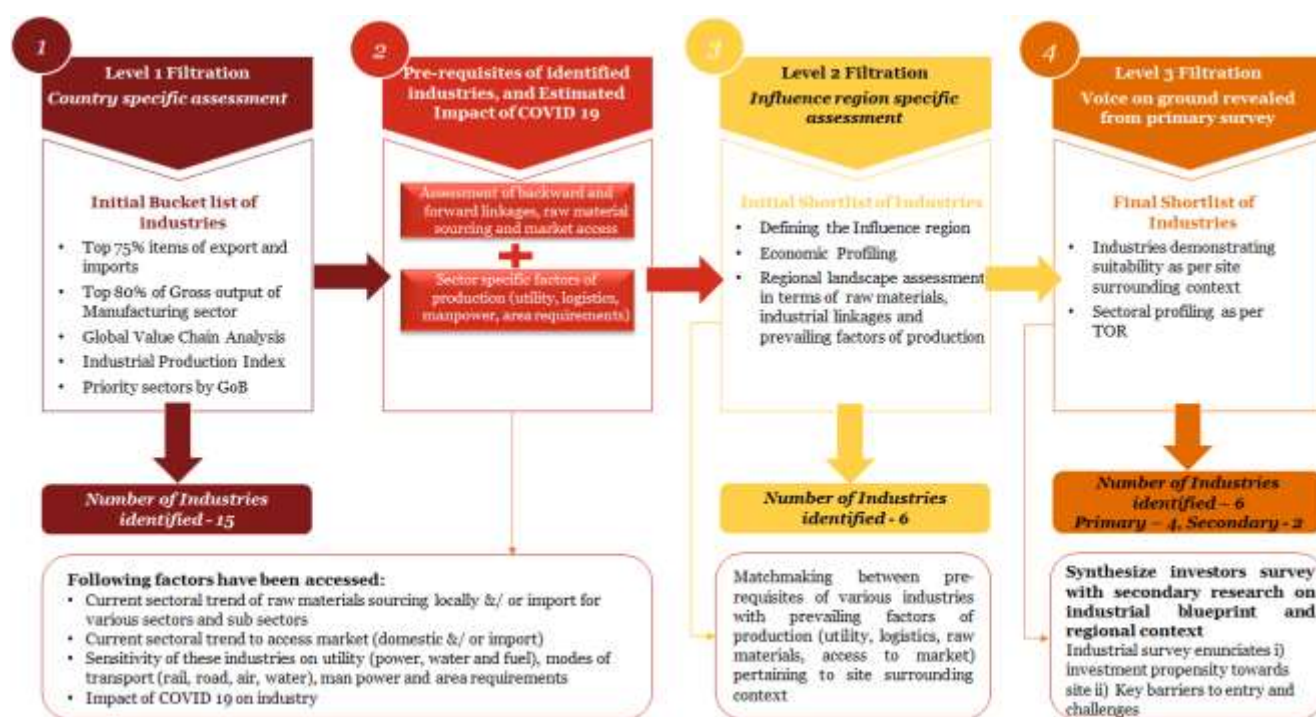 1
Level 1 Filtration
Country specific assessment
Initial Bucket list of
industries
• Top 75% items of export and
imports
• Top 80% of Gross output of
Manufacturing sector
• Global Value Chain Analysis
• Industrial Production Index
• Priority sectors by GoB
Number of Industries
identified - 15
2
Pre-requisites of Identified
industries, and Estimated
Impact of COVID 19
Assessment of backward and
forward linkages, raw material
sourcing and market access
Sector specific factors of
production (utility, logistics,
manpower, area requirements)
Following factors have been accessed:
• Current sectoral trend of raw materials sourcing locally &/ or import for
various sectors and sub sectors
• Current sectoral trend to access market (domestic &/ or import)
• Sensitivity of these industries on utility (power, water and fuel), modes of
transport (rail, road, air, water), man power and area requirements
• Impact of COVID 19 on industry
3
Level 2 Filtration
Influence region specific
assessment
Initial Shortlist of Industries
• Defining the Influence region
• Economic Profiling
• Regional landscape assessment
in terms of raw materials,
industrial linkages and
prevailing factors of production
Number of Industries
identified - 6
Matchmaking between pre-
requisites of various industries
with prevailing factors of
production (utility, logistics, raw
materials, access to market)
pertaining to site surrounding
context
4
Level 3 Filtration
Voice on ground revealed
from primary survey
Final Shortlist of
Industries
• Industries demonstrating
suitability as per site
surrounding context
• Sectoral profiling as per
TOR
Number of Industries
identified – 6
Primary – 4, Secondary - 2
Synthesize investors survey
with secondary research on
industrial blueprint and
regional context
Industrial survey enunciates i)
investment propensity towards
site ii) Key barriers to entry and
challenges